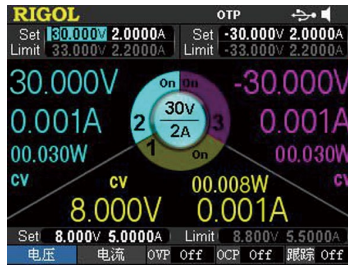 RIGOL OTP
Set 30.000V 2.0000A Set -30.000V 2.0000A
Limit 33.000V 2.2000A Limit -33.000V 2.2000A
30.000V On On -30.000V
30V
0.001A 2 2A 3 0.001A
1 On
00.030W 00.030W
CV CV 00.008W CV
8.000V 0.001A
Set 8.000V 5.0000A Limit 8.800V 5.5000A
电压 电流 OVP Off OCP Off 跟踪 Off